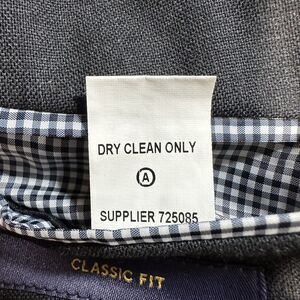 DRY CLEAN ONLY
A
SUPPLIER 725085
CLASSIC FIT